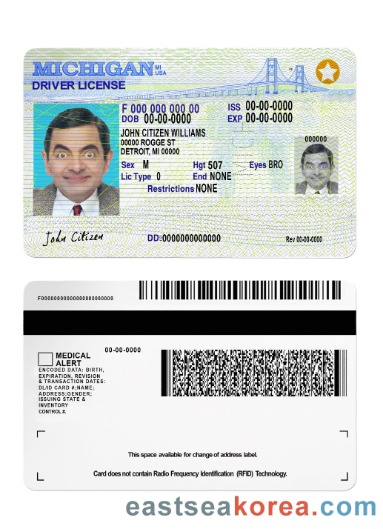 MICHIGAN MI USA
DRIVER LICENSE
F 000 000 000 00
ISS 00-00-0000
DOB 00-00-0000
EXP 00-00-0000
JOHN CITIZEN WILLIAMS
00000 ROGGE ST
DETROIT, MI 00000
000000
Sex M
Hgt 507
Eyes BRO
Lic Type 0
End NONE
Restrictions NONE
John Citizen
DD:0000000000000
Rev 00-00-0000
00-00-0000
MEDICAL
ALERT
ENCODED DATA: BIRTH,
EXPIRATION, REVISION
& TRANSACTION DATES:
DLID CARD #:NAME;
ADDRESS;GENDER;
ISSUING STATE &
INVENTORY
CONTROL#.
This space available for change of address label.
Card does not contain Radio Frequency Identification (RFID) Technology.
eastseakorea.com